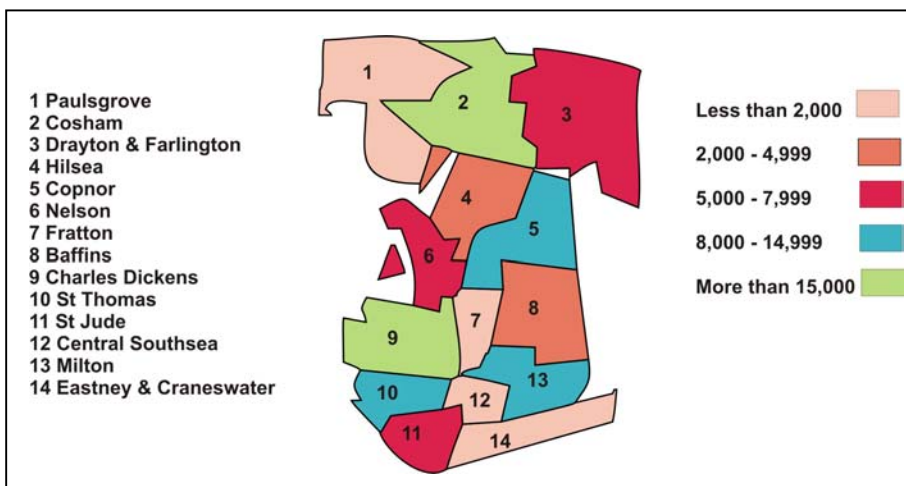 1 Paulsgrove
2 Cosham
3 Drayton & Farlington
4 Hilsea
5 Copnor
6 Nelson
7 Fratton
8 Baffins
9 Charles Dickens
10 St Thomas
11 St Jude
12 Central Southsea
13 Milton
14 Eastney & Craneswater
1
2
3
4
5
6
7
8
9
10
11
12
13
14
Less than 2,000
2,000 - 4,999
5,000 - 7,999
8,000 - 14,999
More than 15,000